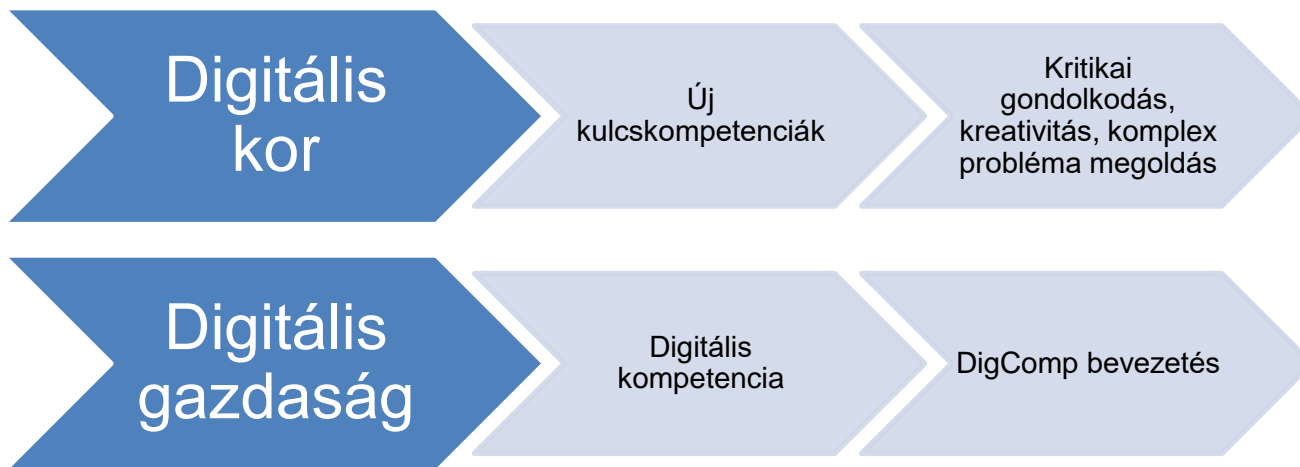 Digitális
kor
Új
kulcskompetenciák
Kritikai
gondolkodás,
kreativitás, komplex
probléma megoldás
Digitális
gazdaság
Digitális
kompetencia
DigComp bevezetés